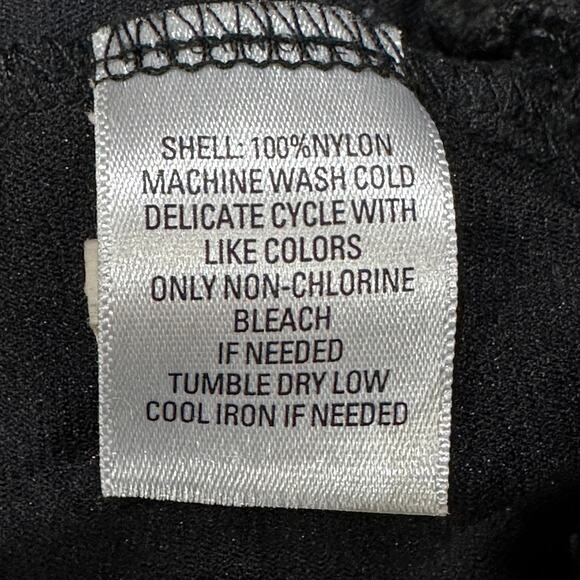 SHELL: 100%NYLON
MACHINE WASH COLD
DELICATE CYCLE WITH
LIKE COLORS
ONLY NON-CHLORINE
BLEACH
IF NEEDED
TUMBLE DRY LOW
COOL IRON IF NEEDED